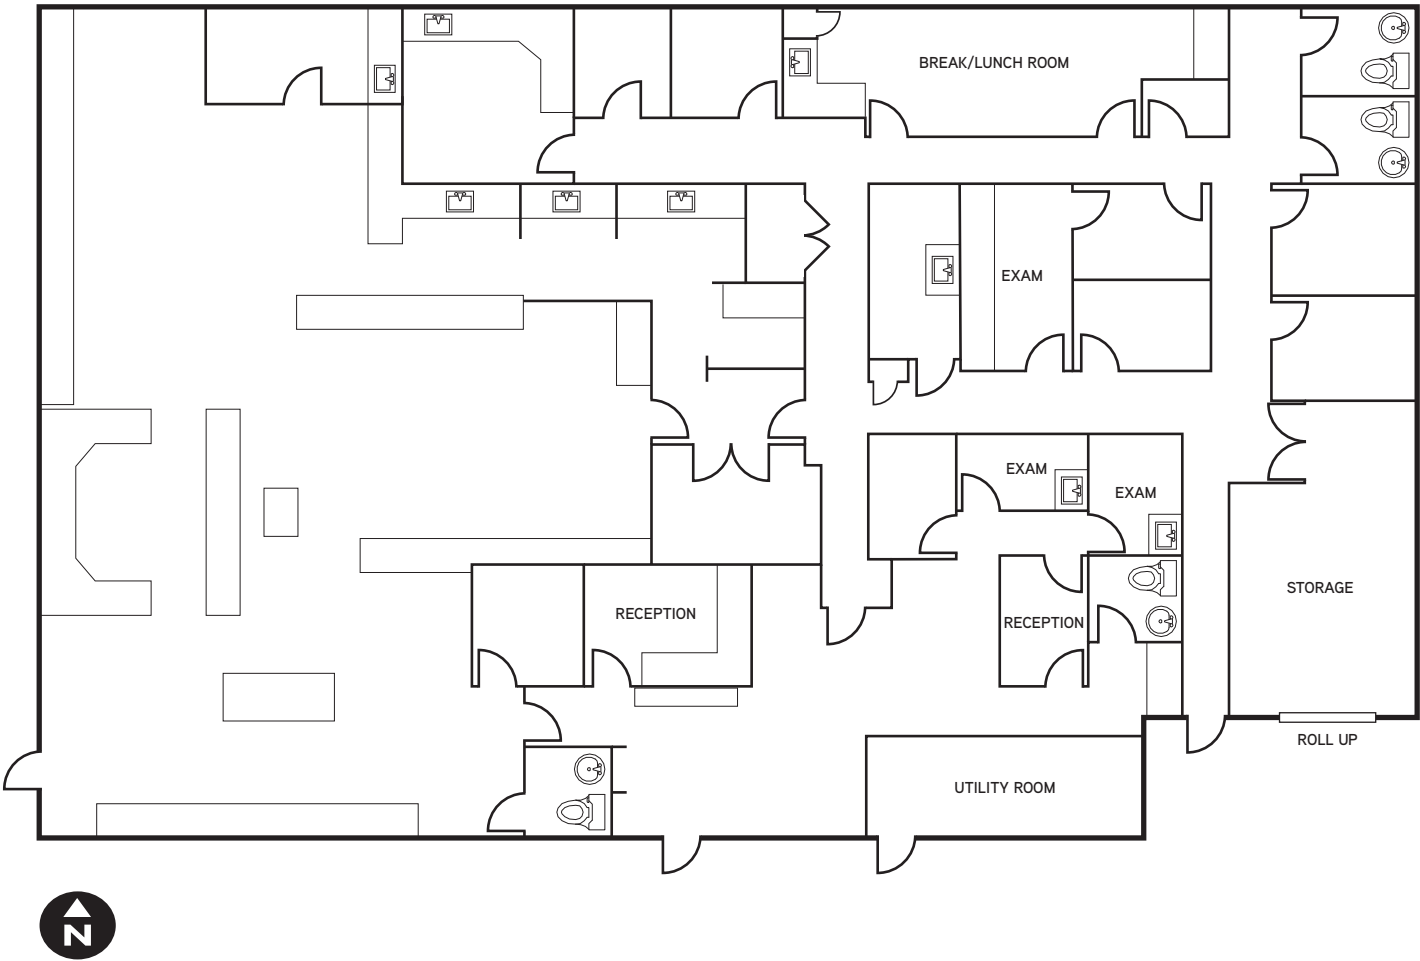 BREAK/LUNCH ROOM
EXAM
EXAM
EXAM
STORAGE
RECEPTION
RECEPTION
ROLL UP
UTILITY ROOM
N